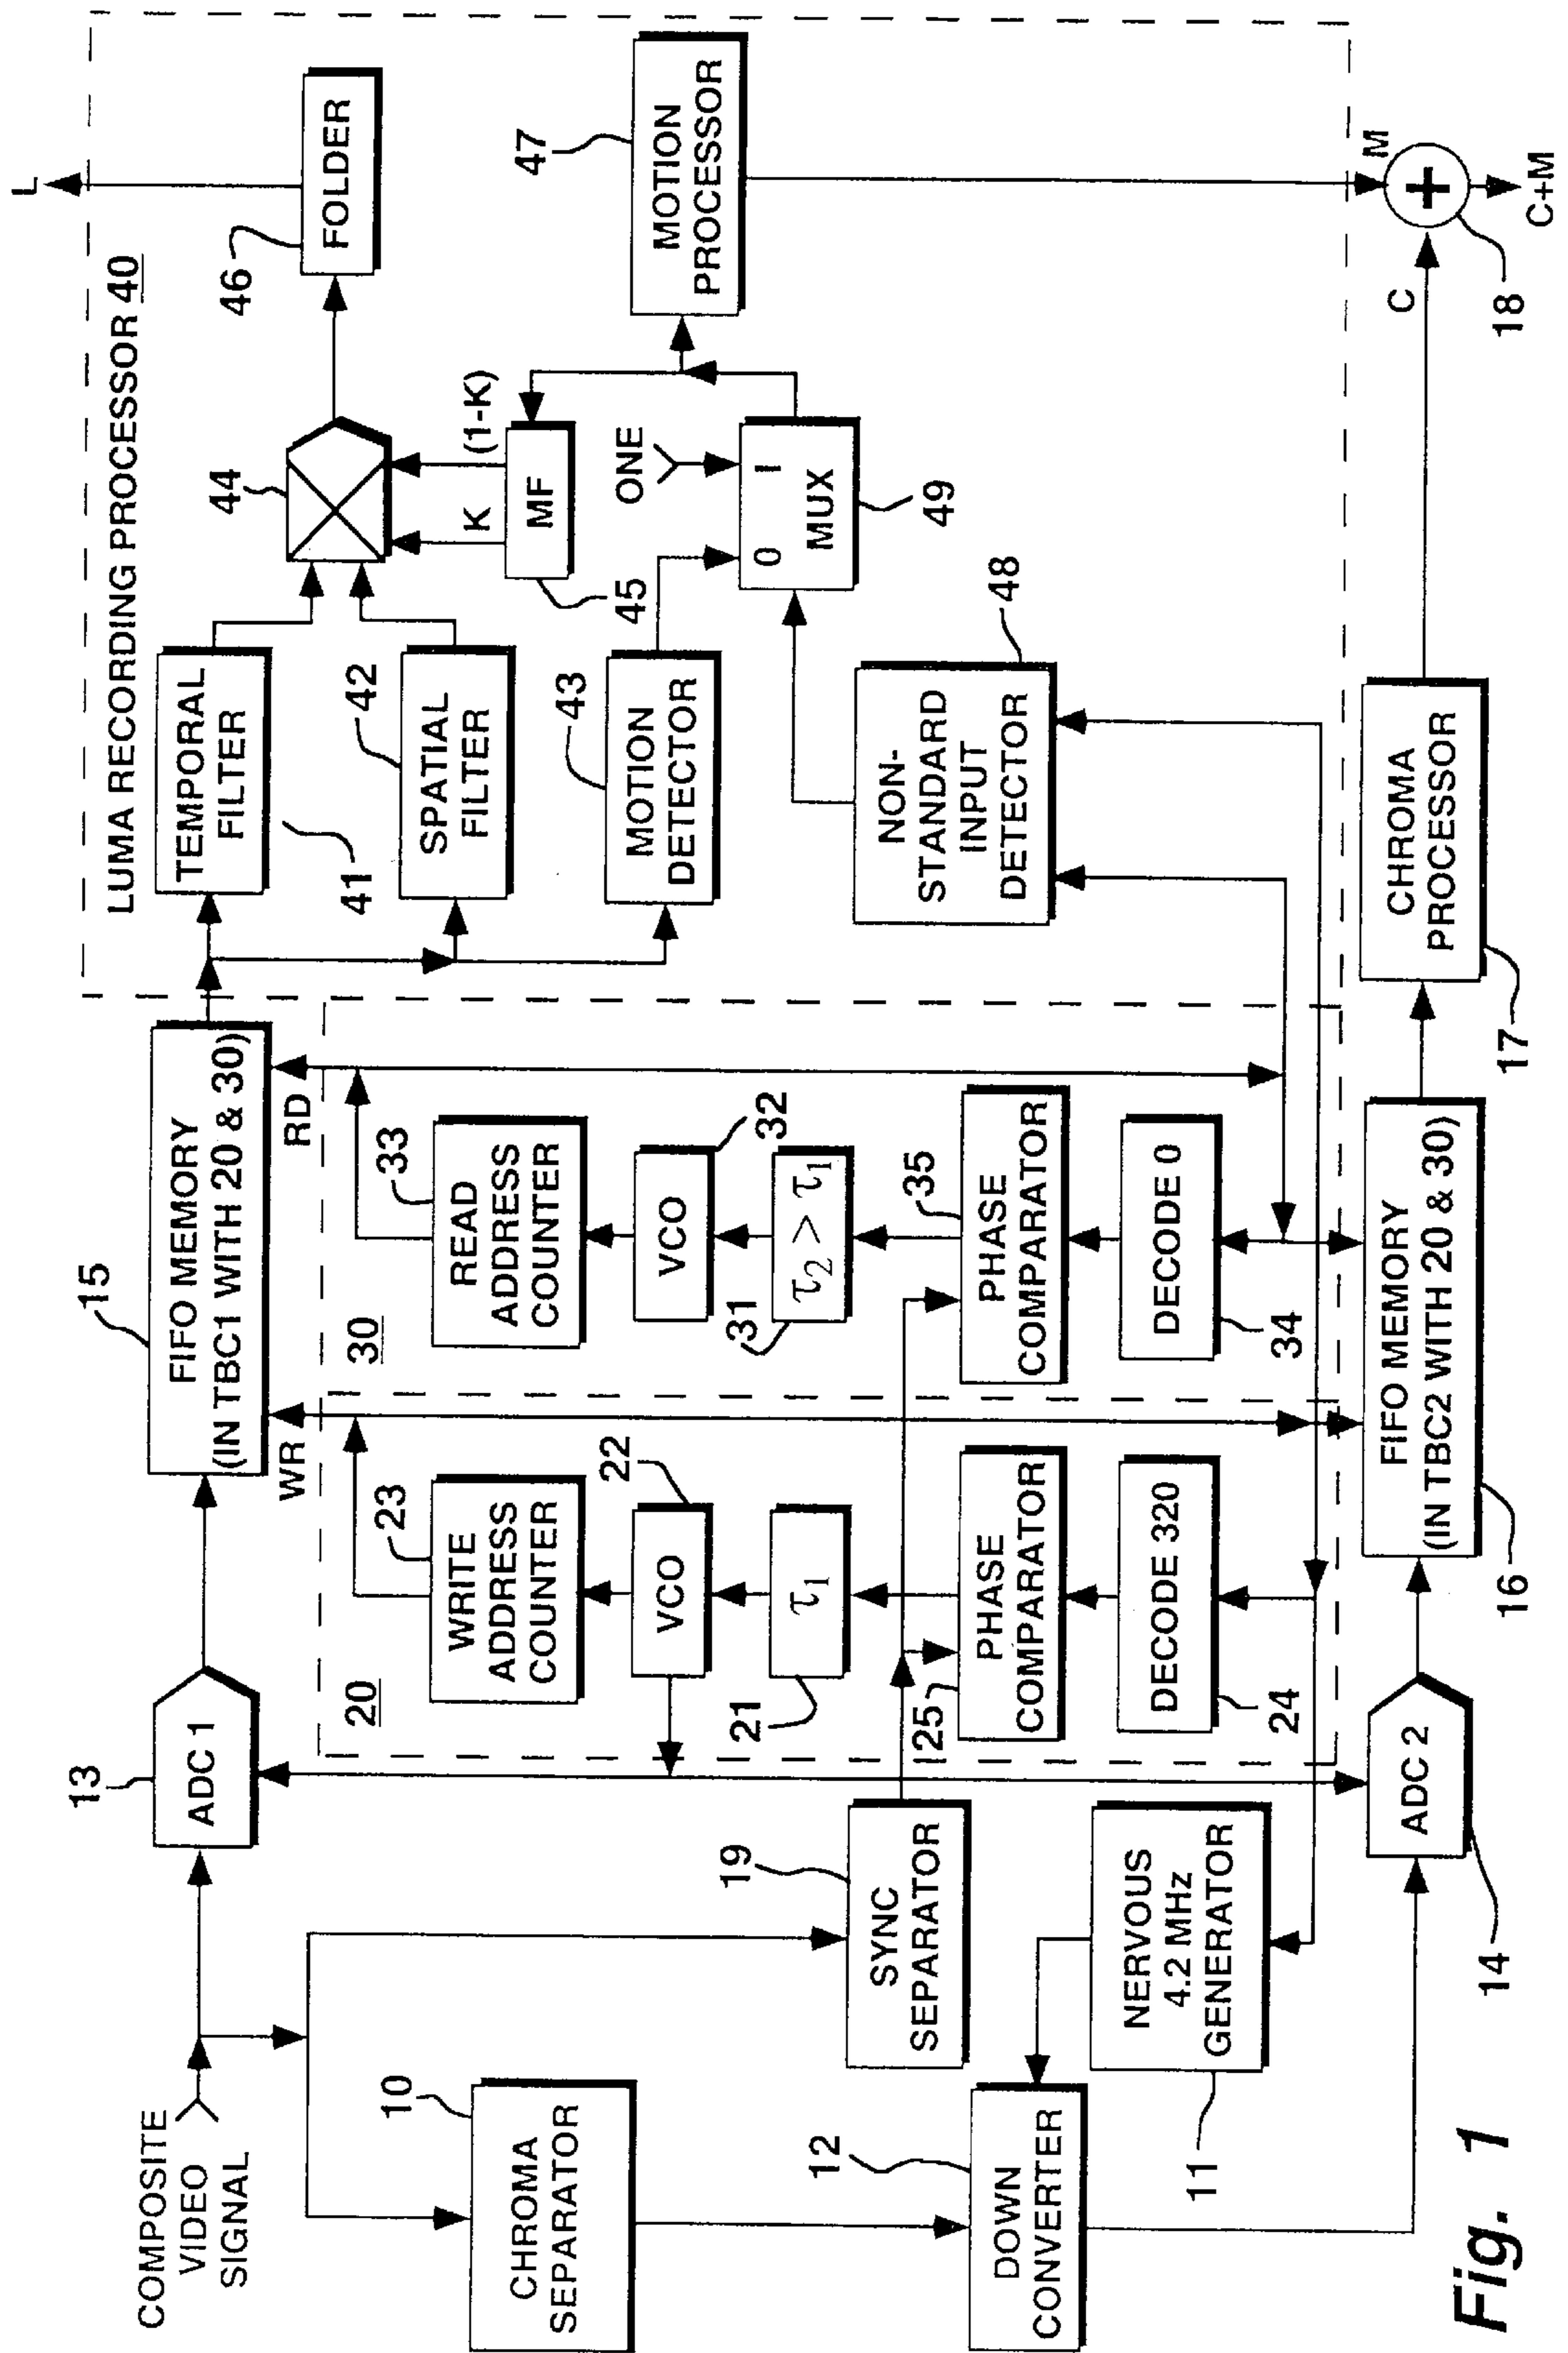 COMPOSITE
VIDEO
SIGNAL
13
ADC 1
15
FIFO MEMORY
(IN TBC1 WITH 20 & 30)
WR
RD
LUMA RECORDING PROCESSOR 40
TEMPORAL
FILTER
41
SPATIAL
FILTER
42
MOTION
DETECTOR
43
44
K
(1-K)
MF
45
46
FOLDER
L
ONE
0
1
MUX
49
47
MOTION
PROCESSOR
NON-
STANDARD
INPUT
DETECTOR
48
20
23
WRITE
ADDRESS
COUNTER
22
VCO
τ1
21
25
PHASE
COMPARATOR
DECODE 320
24
30
33
READ
ADDRESS
COUNTER
32
VCO
τ2 > τ1
31
35
PHASE
COMPARATOR
DECODE 0
34
10
CHROMA
SEPARATOR
19
SYNC
SEPARATOR
12
DOWN
CONVERTER
NERVOUS
4.2 MHz
GENERATOR
11
ADC 2
14
FIFO MEMORY
(IN TBC2 WITH 20 & 30)
16
CHROMA
PROCESSOR
17
C
M
+
18
C+M
Fig. 1